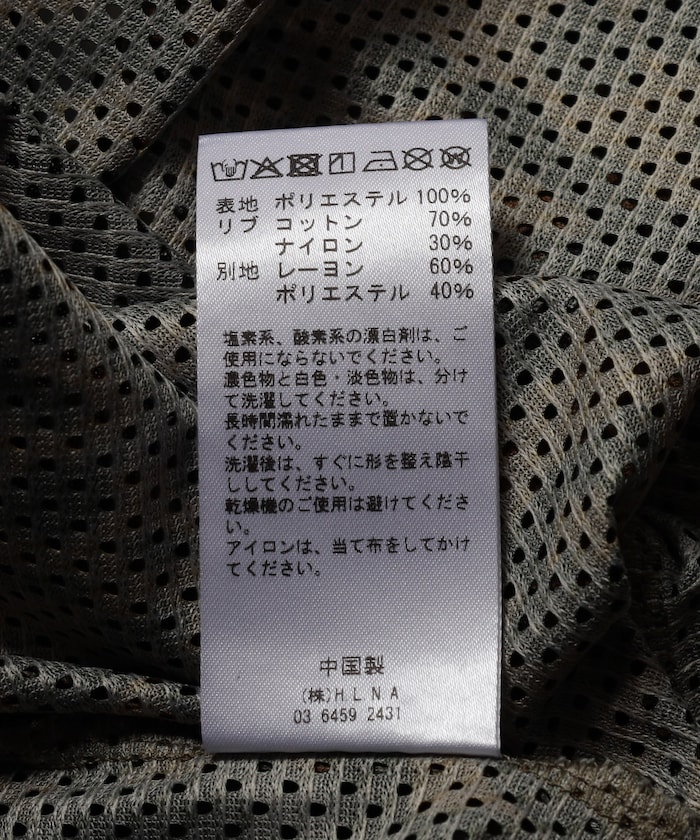 表地 ポリエステル 100%
リブ コットン 70%
ナイロン 30%
別地 レーヨン 60%
ポリエステル 40%
塩素系、酸素系の漂白剤は、ご
使用にならないでください。
濃色物と白色・淡色物は、分け
て洗濯してください。
長時間濡れたままで置かないで
ください。
洗濯後は、すぐに形を整え陰干
ししてください。
乾燥機のご使用は避けてくださ
い。
アイロンは、当て布をしてかけ
てください。
中国製
(株)HLNA
03 6459 2431